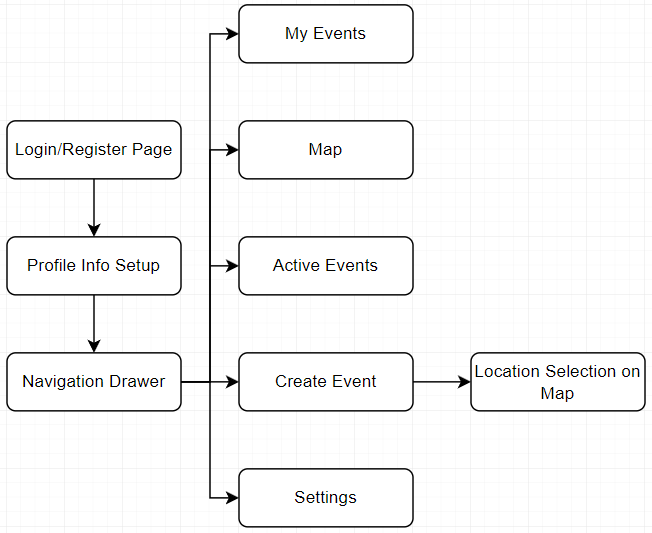 My Events
Login/Register Page
Map
Profile Info Setup
Active Events
Navigation Drawer
Create Event
Location Selection on
Map
Settings